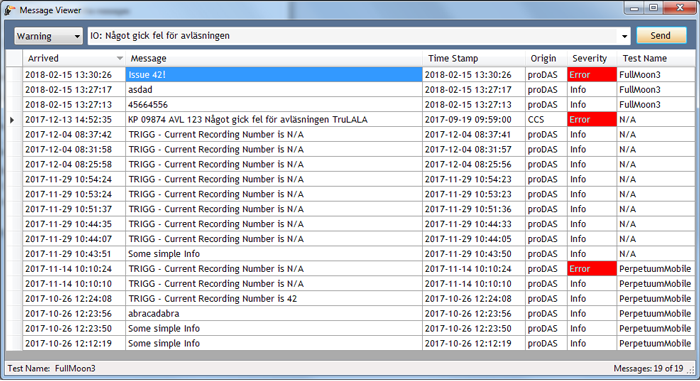 Message Viewer
Warning IO: Något gick fel för avläsningen Send
Arrived Message Time Stamp Origin Severity Test Name
2018-02-15 13:30:26 Issue 42! 2018-02-15 13:30:26 proDAS Error FullMoon3
2018-02-15 13:27:17 asdad 2018-02-15 13:27:17 proDAS Info FullMoon3
2018-02-15 13:27:13 45664556 2018-02-15 13:27:13 proDAS Info FullMoon3
2017-12-13 14:52:35 KP 09874 AVL 123 Något gick fel för avläsningen TruLALA 2017-09-19 09:59:00 CCS Error N/A
2017-12-04 08:37:42 TRIGG - Current Recording Number is N/A 2017-12-04 08:37:41 proDAS Info N/A
2017-12-04 08:31:58 TRIGG - Current Recording Number is N/A 2017-12-04 08:31:57 proDAS Info N/A
2017-12-04 08:25:58 TRIGG - Current Recording Number is N/A 2017-12-04 08:25:56 proDAS Info N/A
2017-11-29 10:54:24 TRIGG - Current Recording Number is N/A 2017-11-29 10:54:23 proDAS Info N/A
2017-11-29 10:53:24 TRIGG - Current Recording Number is N/A 2017-11-29 10:53:23 proDAS Info N/A
2017-11-29 10:51:37 TRIGG - Current Recording Number is N/A 2017-11-29 10:51:36 proDAS Info N/A
2017-11-29 10:44:35 TRIGG - Current Recording Number is N/A 2017-11-29 10:44:33 proDAS Info N/A
2017-11-29 10:44:07 TRIGG - Current Recording Number is N/A 2017-11-29 10:44:05 proDAS Info N/A
2017-11-29 10:43:51 Some simple Info 2017-11-29 10:43:50 proDAS Info N/A
2017-11-14 10:10:24 TRIGG - Current Recording Number is N/A 2017-11-14 10:10:24 proDAS Error PerpetuumMobile
2017-11-14 10:10:10 TRIGG - Current Recording Number is N/A 2017-11-14 10:10:10 proDAS Info PerpetuumMobile
2017-10-26 12:24:08 TRIGG - Current Recording Number is 42 2017-10-26 12:24:08 proDAS Info PerpetuumMobile
2017-10-26 12:23:56 abracadabra 2017-10-26 12:23:56 proDAS Info PerpetuumMobile
2017-10-26 12:23:50 Some simple Info 2017-10-26 12:23:50 proDAS Info PerpetuumMobile
2017-10-26 12:12:19 Some simple Info 2017-10-26 12:12:19 proDAS Info PerpetuumMobile
Test Name: FullMoon3 Messages: 19 of 19